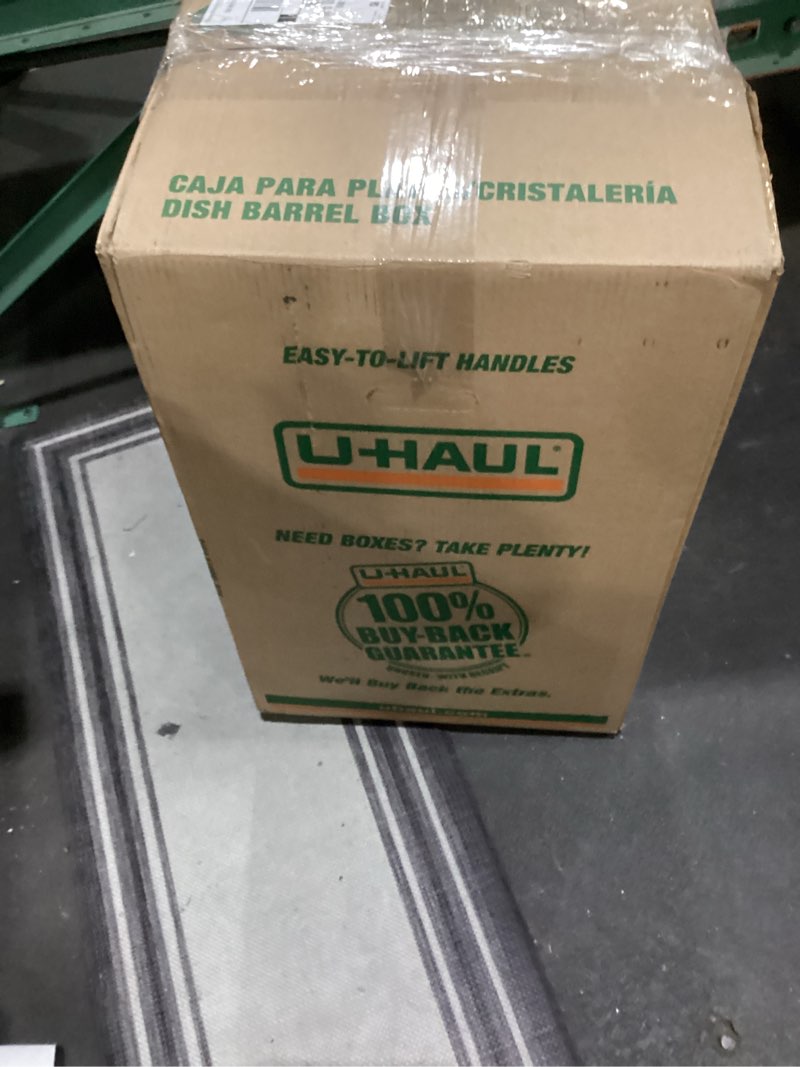 CAJA PARA CRISTALERÍA
DISH BARREL BOX
EASY-TO-LIFT HANDLES
U-HAUL
NEED BOXES? TAKE PLENTY!
U-HAUL
100%
BUY-BACK
GUARANTEE
We'll Buy Back the Extras.